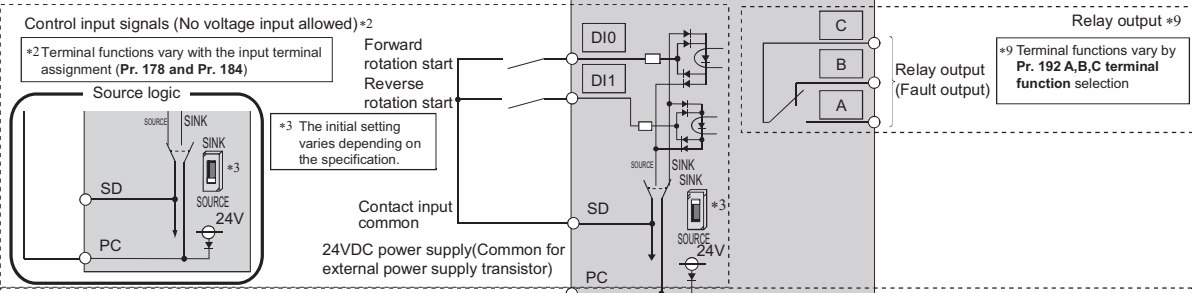 Control input signals (No voltage input allowed)*2
*2 Terminal functions vary with the input terminal
assignment (Pr. 178 and Pr. 184)
Source logic
SOURCE SINK
SINK
*3
SOURCE
SD
24V
PC
Forward
rotation start
Reverse
rotation start
*3 The initial setting
varies depending on
the specification.
Contact input
common
24VDC power supply(Common for
external power supply transistor)
DI0
DI1
SOURCE SINK
SINK
*3
SOURCE
SD
24V
PC
C
B
A
Relay output *9
Relay output
(Fault output)
*9 Terminal functions vary by
Pr. 192 A,B,C terminal
function selection